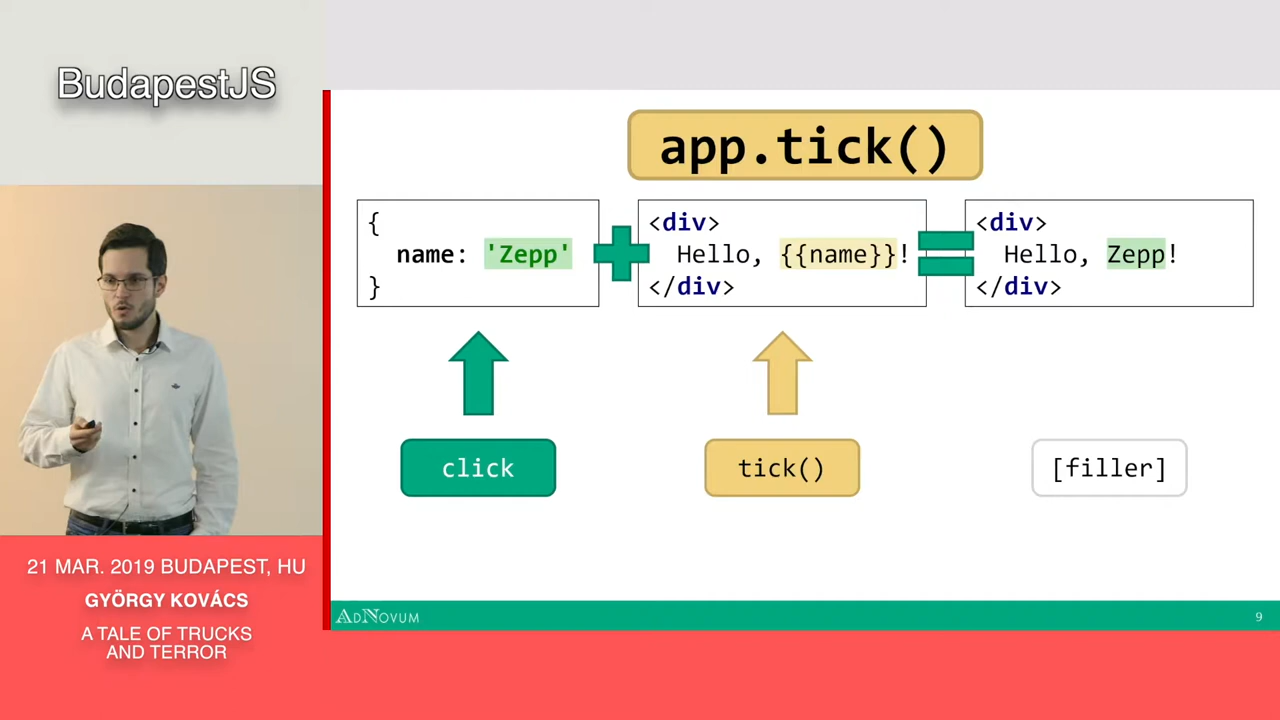 BudapestJS
app.tick()
{
name: 'Zepp'
}
<div>
Hello, {{name}}!
</div>
<div>
Hello, Zepp!
</div>
click
tick()
[filler]
21 MAR. 2019 BUDAPEST, HU
GYÖRGY KOVÁCS
A TALE OF TRUCKS
AND TERROR
ADNOVUM
9